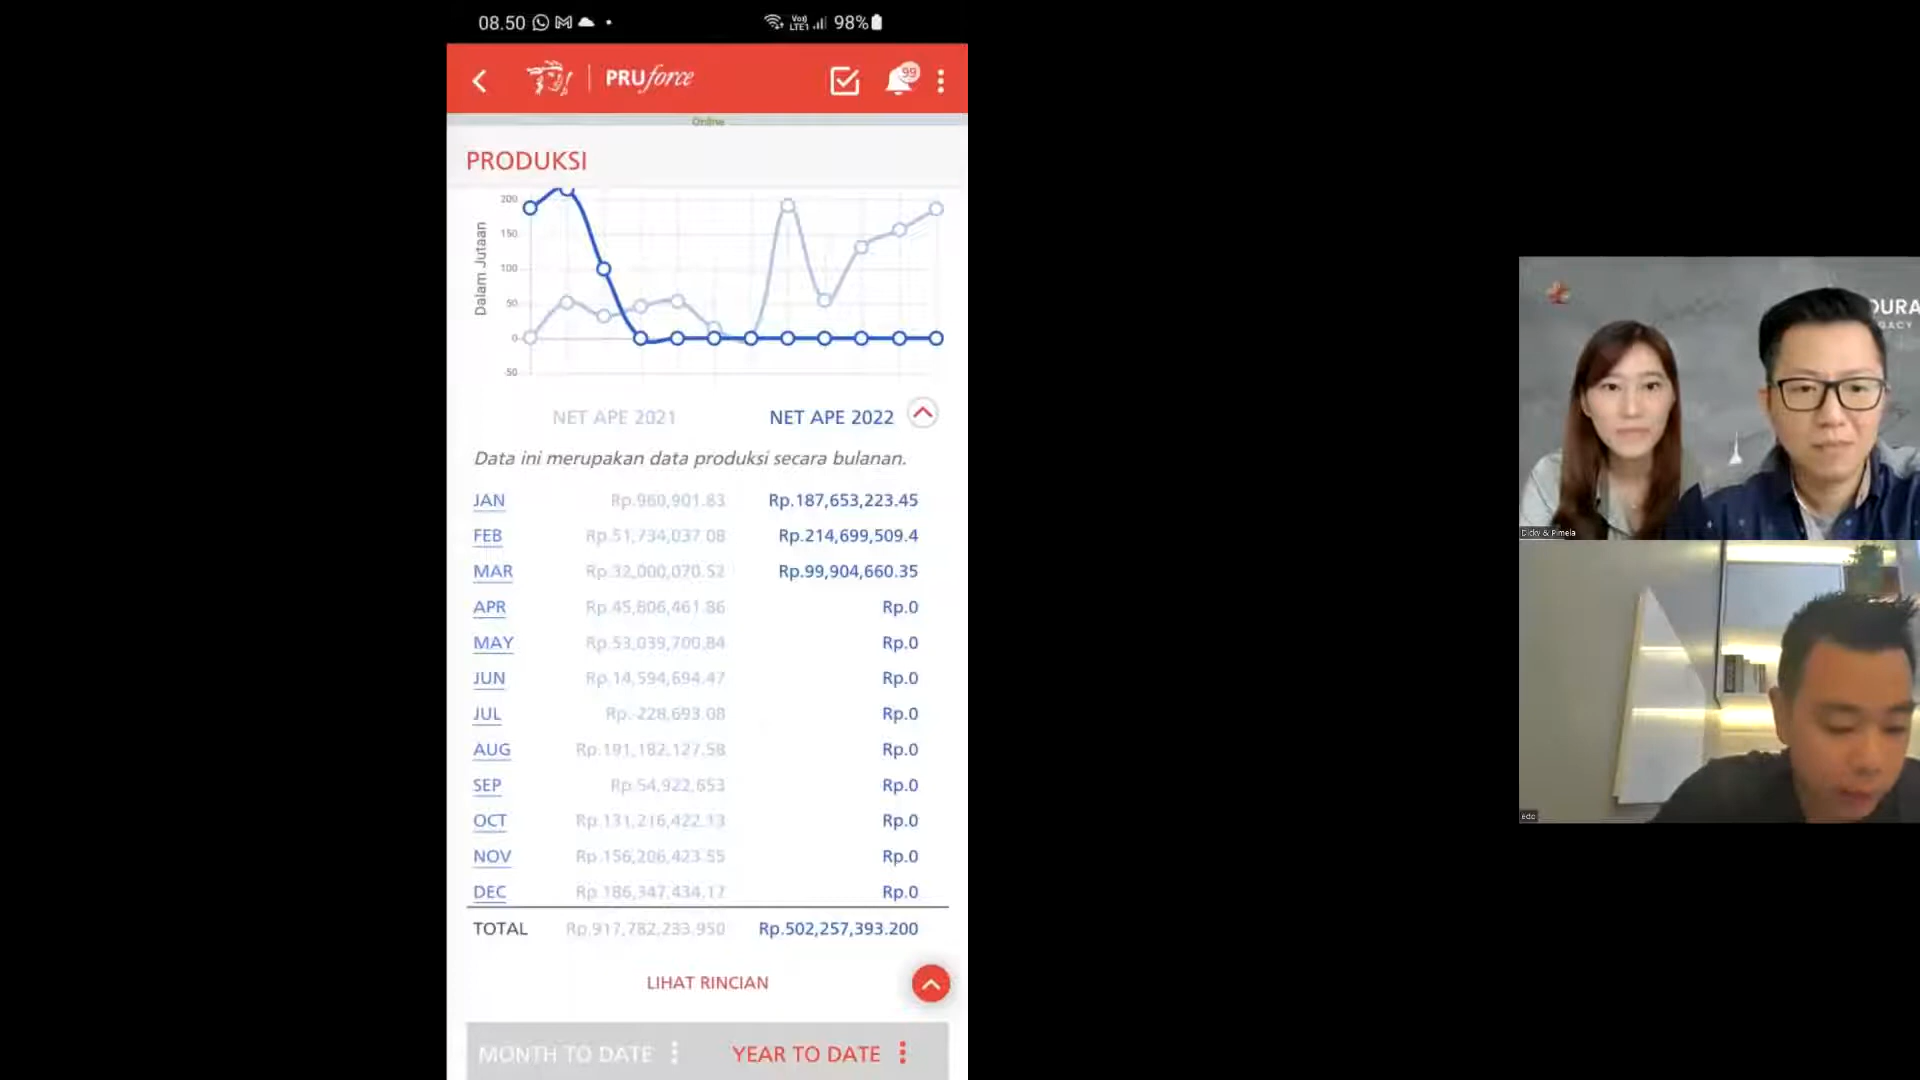 08.50 98%
PRUforce 99
Online
PRODUKSI
Dalam Jutaan
200
150
100
50
0
50
NET APE 2021 NET APE 2022
Data ini merupakan data produksi secara bulanan.
JAN Rp.960,901.83 Rp.187,653,223.45
FEB Rp.51,734,037.08 Rp.214,699,509.4
MAR Rp.32,000,070.52 Rp.99,904,660.35
APR Rp.45,806,461.86 Rp.0
MAY Rp.53,039,700.84 Rp.0
JUN Rp.14,594,694.47 Rp.0
JUL Rp.-228,693.08 Rp.0
AUG Rp.191,182,127.58 Rp.0
SEP Rp.54,922,653 Rp.0
OCT Rp.131,216,422.13 Rp.0
NOV Rp.156,206,423.55 Rp.0
DEC Rp.186,347,434.17 Rp.0
TOTAL Rp.917,782,233.950 Rp.502,257,393.200
LIHAT RINCIAN
MONTH TO DATE YEAR TO DATE
Dicky & Pimela
edo